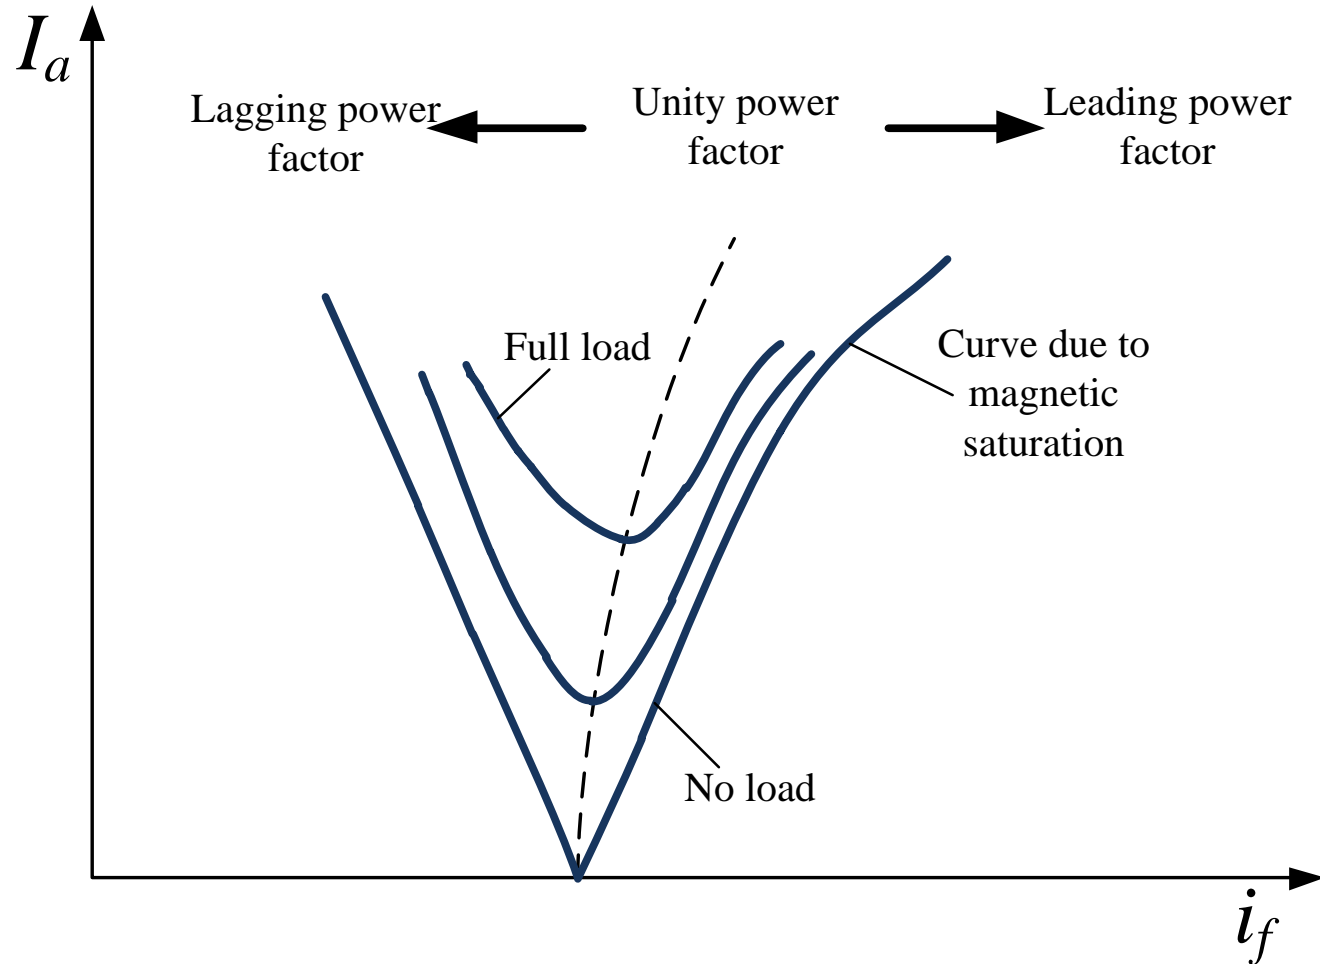 Iₐ
Lagging power
factor
Unity power
factor
Leading power
factor
Full load
Curve due to
magnetic
saturation
No load
i_f